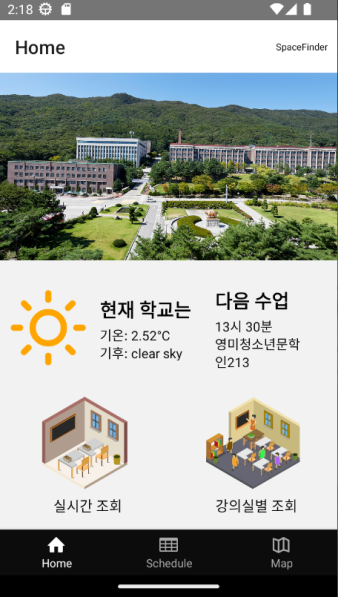 2:18
Home
SpaceFinder
현재 학교는
기온: 2.52°C
기후: clear sky
다음 수업
13시 30분
영미청소년문학
인213
실시간 조회
강의실별 조회
Home
Schedule
Map